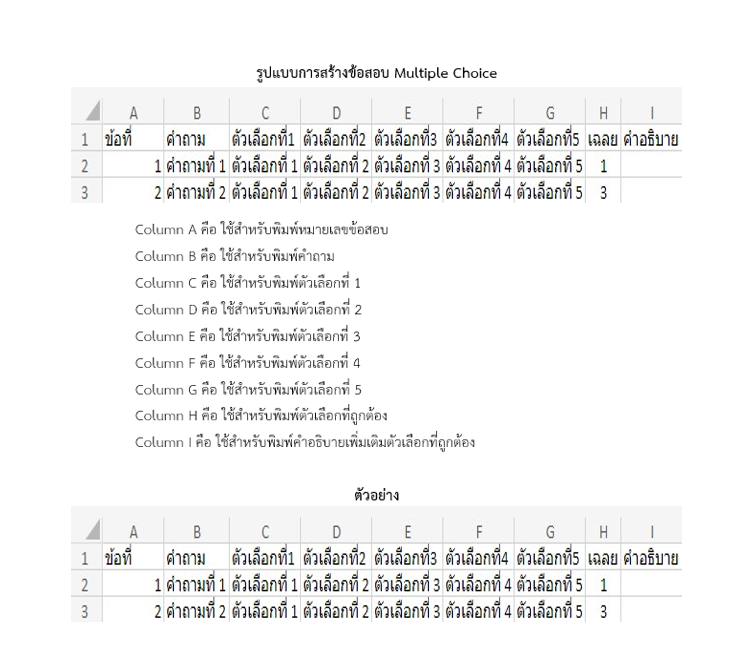 รูปแบบการสร้างข้อสอบ Multiple Choice
A B C D E F G H I
1 ข้อที่ คำถาม ตัวเลือกที่1 ตัวเลือกที่2 ตัวเลือกที่3 ตัวเลือกที่4 ตัวเลือกที่5 เฉลย คำอธิบาย
2 1 คำถามที่ 1 ตัวเลือกที่ 1 ตัวเลือกที่ 2 ตัวเลือกที่ 3 ตัวเลือกที่ 4 ตัวเลือกที่ 5 1
3 2 คำถามที่ 2 ตัวเลือกที่ 1 ตัวเลือกที่ 2 ตัวเลือกที่ 3 ตัวเลือกที่ 4 ตัวเลือกที่ 5 3
Column A คือ ใช้สำหรับพิมพ์หมายเลขข้อสอบ
Column B คือ ใช้สำหรับพิมพ์คำถาม
Column C คือ ใช้สำหรับพิมพ์ตัวเลือกที่ 1
Column D คือ ใช้สำหรับพิมพ์ตัวเลือกที่ 2
Column E คือ ใช้สำหรับพิมพ์ตัวเลือกที่ 3
Column F คือ ใช้สำหรับพิมพ์ตัวเลือกที่ 4
Column G คือ ใช้สำหรับพิมพ์ตัวเลือกที่ 5
Column H คือ ใช้สำหรับพิมพ์ตัวเลือกที่ถูกต้อง
Column I คือ ใช้สำหรับพิมพ์คำอธิบายเพิ่มเติมตัวเลือกที่ถูกต้อง
ตัวอย่าง
A B C D E F G H I
1 ข้อที่ คำถาม ตัวเลือกที่1 ตัวเลือกที่2 ตัวเลือกที่3 ตัวเลือกที่4 ตัวเลือกที่5 เฉลย คำอธิบาย
2 1 คำถามที่ 1 ตัวเลือกที่ 1 ตัวเลือกที่ 2 ตัวเลือกที่ 3 ตัวเลือกที่ 4 ตัวเลือกที่ 5 1
3 2 คำถามที่ 2 ตัวเลือกที่ 1 ตัวเลือกที่ 2 ตัวเลือกที่ 3 ตัวเลือกที่ 4 ตัวเลือกที่ 5 3